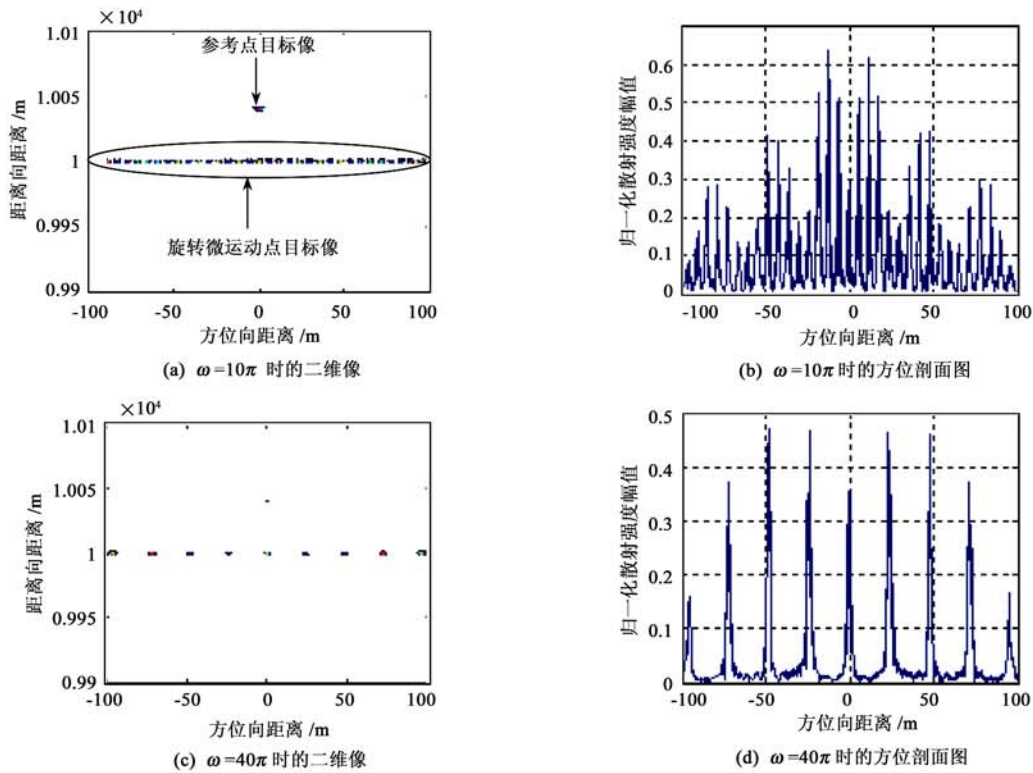 ×10⁴
1.01
参考点目标像
1.005
1
0.995
旋转微运动点目标像
0.99
距离向距离 /m
-100 -50 0 50 100
方位向距离 /m
(a) ω=10π 时的二维像
0.6
0.5
0.4
0.3
0.2
0.1
0
归一化散射强度幅值
-100 -50 0 50 100
方位向距离 /m
(b) ω=10π 时的方位剖面图
×10⁴
1.01
1.005
1
0.995
0.99
距离向距离 /m
-100 -50 0 50 100
方位向距离 /m
(c) ω=40π 时的二维像
0.5
0.4
0.3
0.2
0.1
0
归一化散射强度幅值
-100 -50 0 50 100
方位向距离 /m
(d) ω=40π 时的方位剖面图